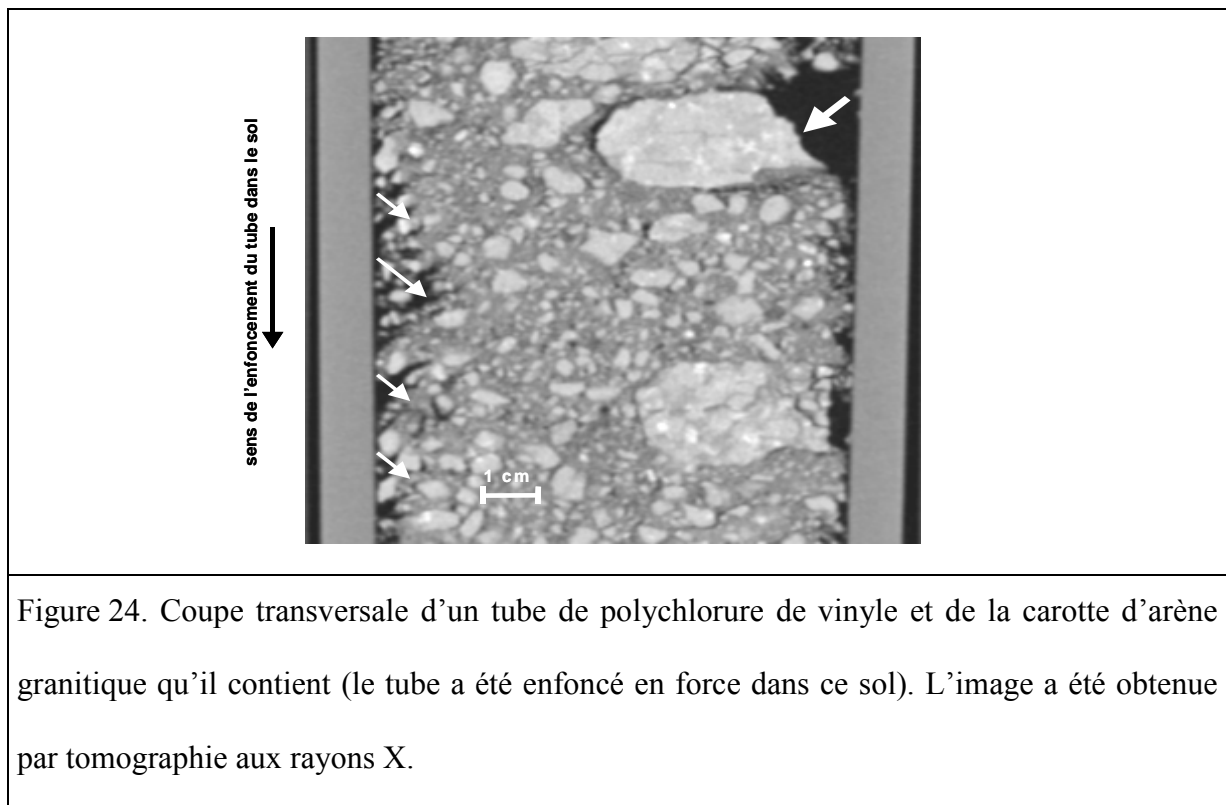 sens de l'enfoncement du tube dans le sol
1 cm
Figure 24. Coupe transversale d’un tube de polychlorure de vinyle et de la carotte d’arène
granitique qu’il contient (le tube a été enfoncé en force dans ce sol). L’image a été obtenue
par tomographie aux rayons X.